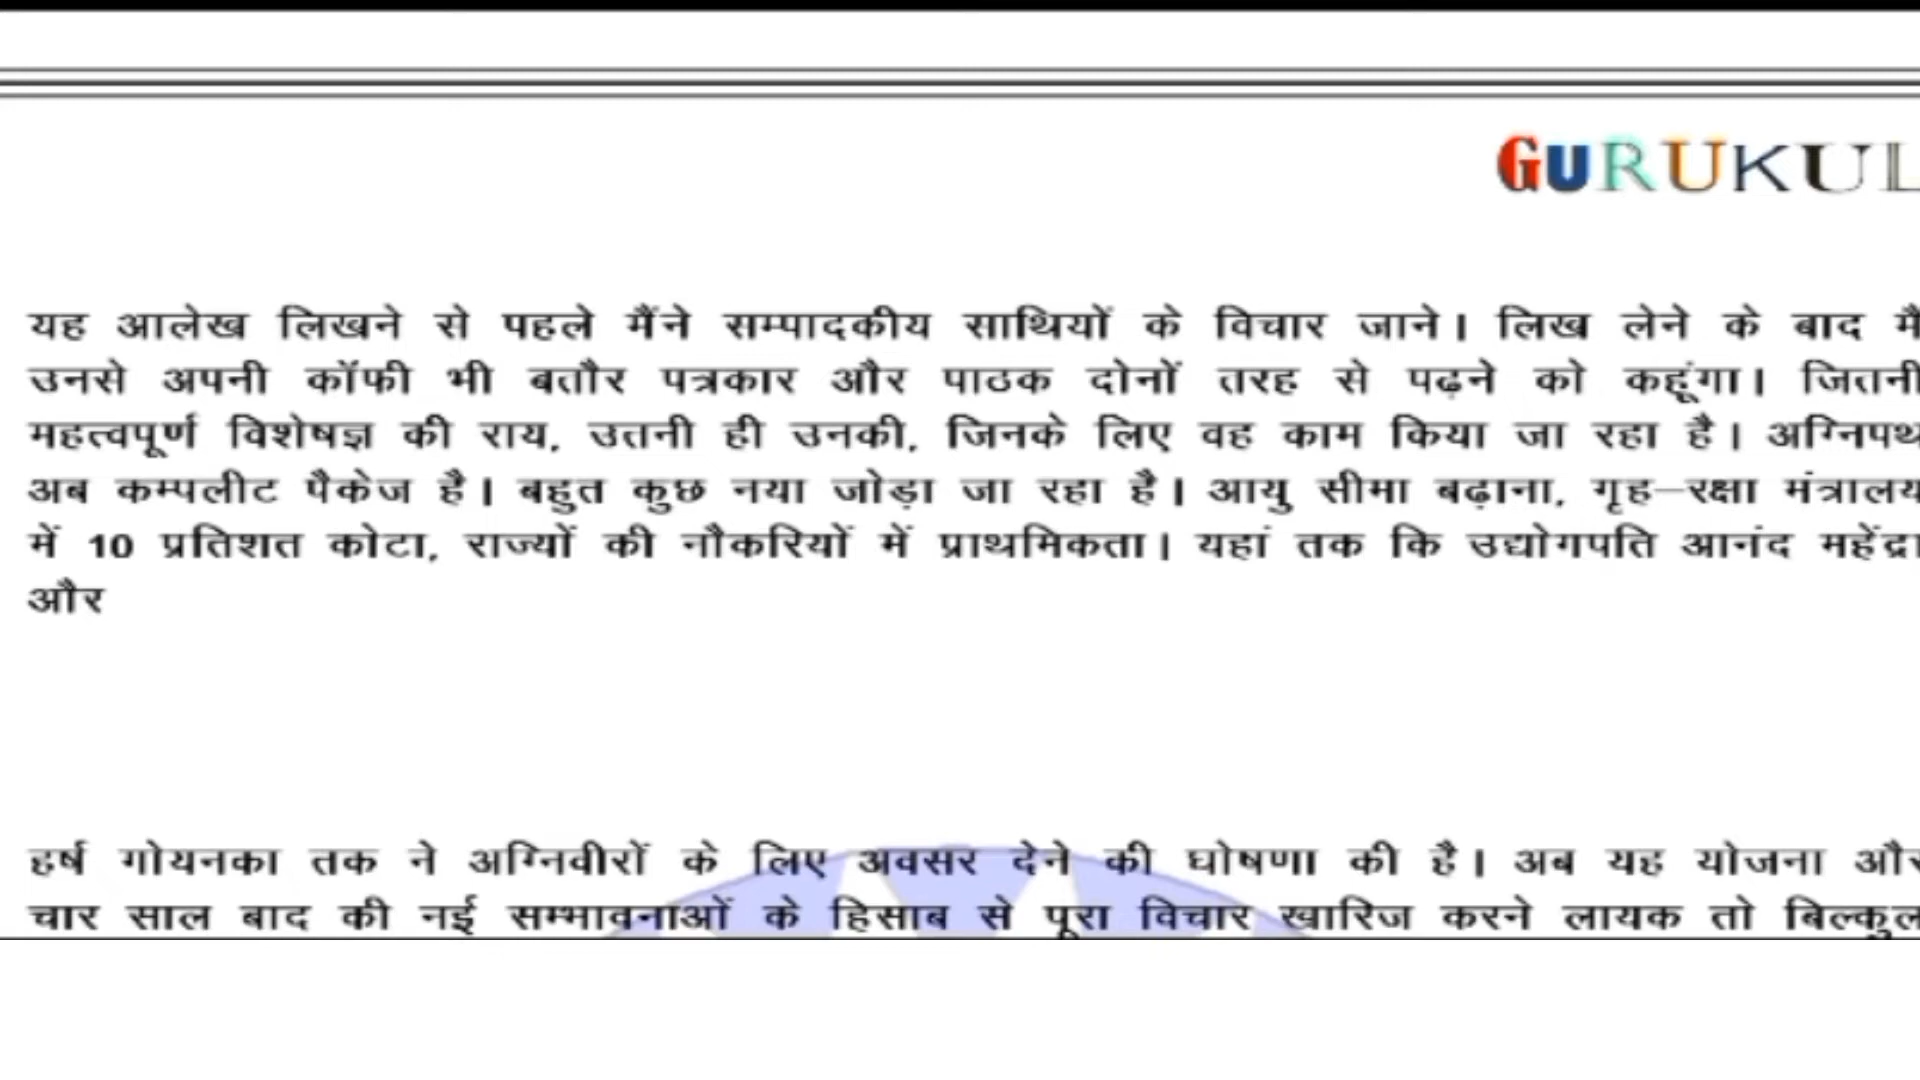 GURUKUL
यह आलेख लिखने से पहले मैंने सम्पादकीय साथियों के विचार जाने। लिख लेने के बाद मैं
उनसे अपनी कॉफी भी बतौर पत्रकार और पाठक दोनों तरह से पढ़ने को कहूंगा। जितनी
महत्वपूर्ण विशेषज्ञ की राय, उतनी ही उनकी, जिनके लिए वह काम किया जा रहा है। अग्निपथ
अब कम्पलीट पैकेज है। बहुत कुछ नया जोड़ा जा रहा है। आयु सीमा बढ़ाना, गृह–रक्षा मंत्रालय
में 10 प्रतिशत कोटा, राज्यों की नौकरियों में प्राथमिकता। यहां तक कि उद्योगपति आनंद महेंद्रा
और
हर्ष गोयनका तक ने अग्निवीरों के लिए अवसर देने की घोषणा की है। अब यह योजना और
चार साल बाद की नई सम्भावनाओं के हिसाब से पूरा विचार खारिज करने लायक तो बिल्कुल